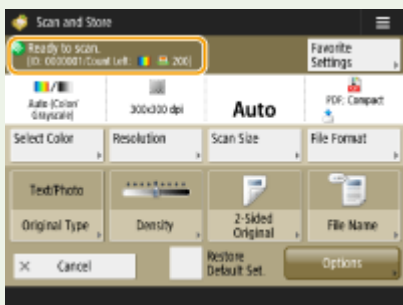 Scan and Store
Ready to scan.
(ID: 0000001/Count Left: 200)
Favorite
Settings
Auto (Color/
Grayscale)
300x300 dpi
Auto
PDF; Compact
Select Color
Resolution
Scan Size
File Format
Text/Photo
Original Type
Density
2-Sided
Original
File Name
Cancel
Restore
Default Set.
Options